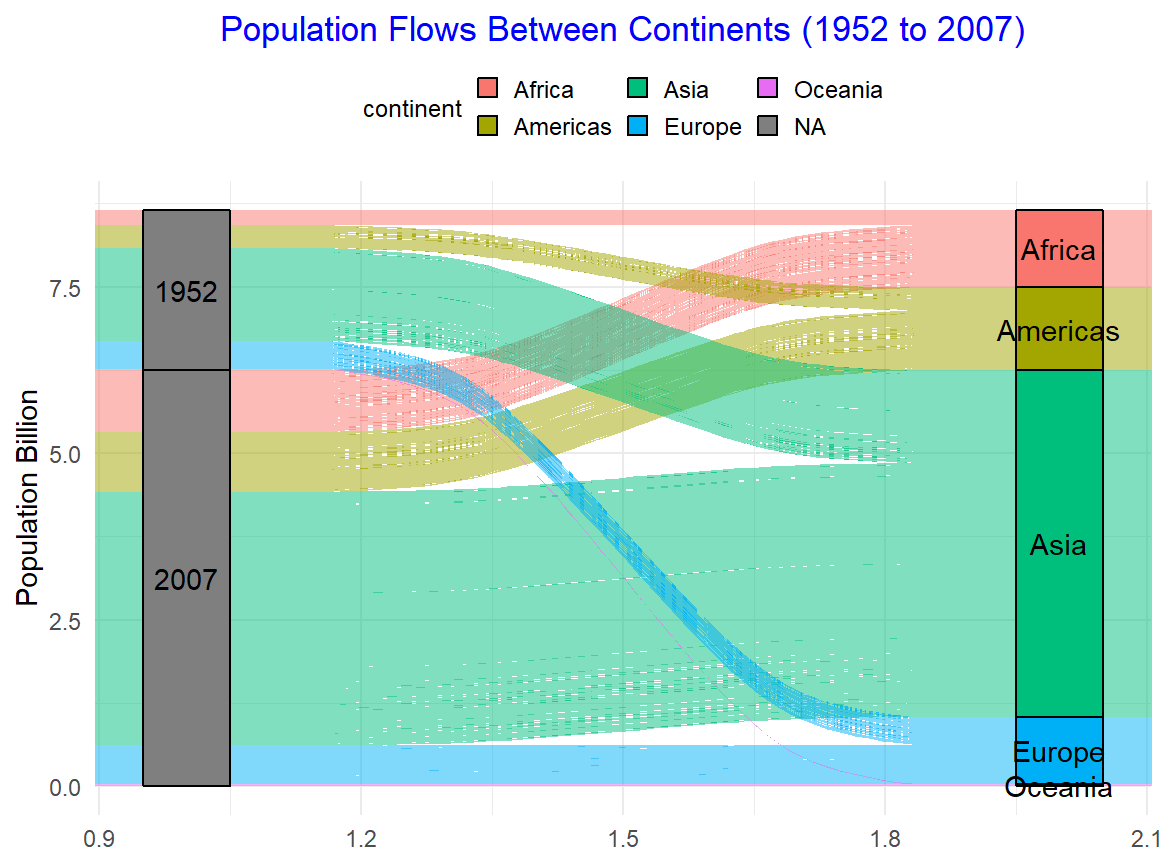 Population Flows Between Continents (1952 to 2007)
continent
Africa
Asia
Oceania
Americas
Europe
NA
Population Billion
7.5
5.0
2.5
0.0
1952
2007
Africa
Americas
Asia
Europe
Oceania
0.9
1.2
1.5
1.8
2.1